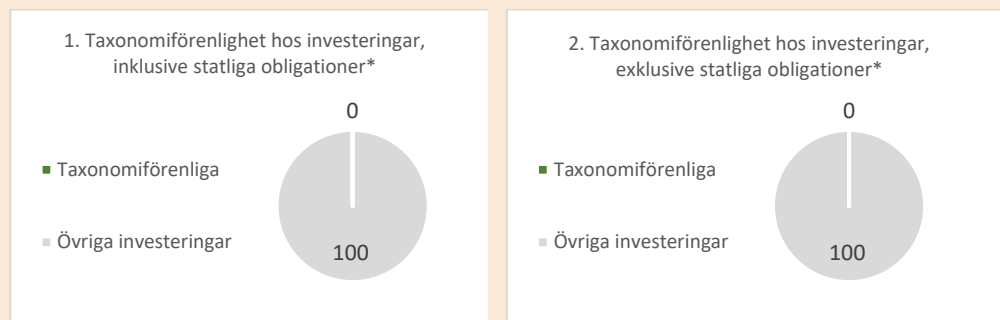 1. Taxonomiförenlighet hos investeringar,
inklusive statliga obligationer*
0
Taxonomiförenliga
Övriga investeringar
100
2. Taxonomiförenlighet hos investeringar,
exklusive statliga obligationer*
0
Taxonomiförenliga
Övriga investeringar
100